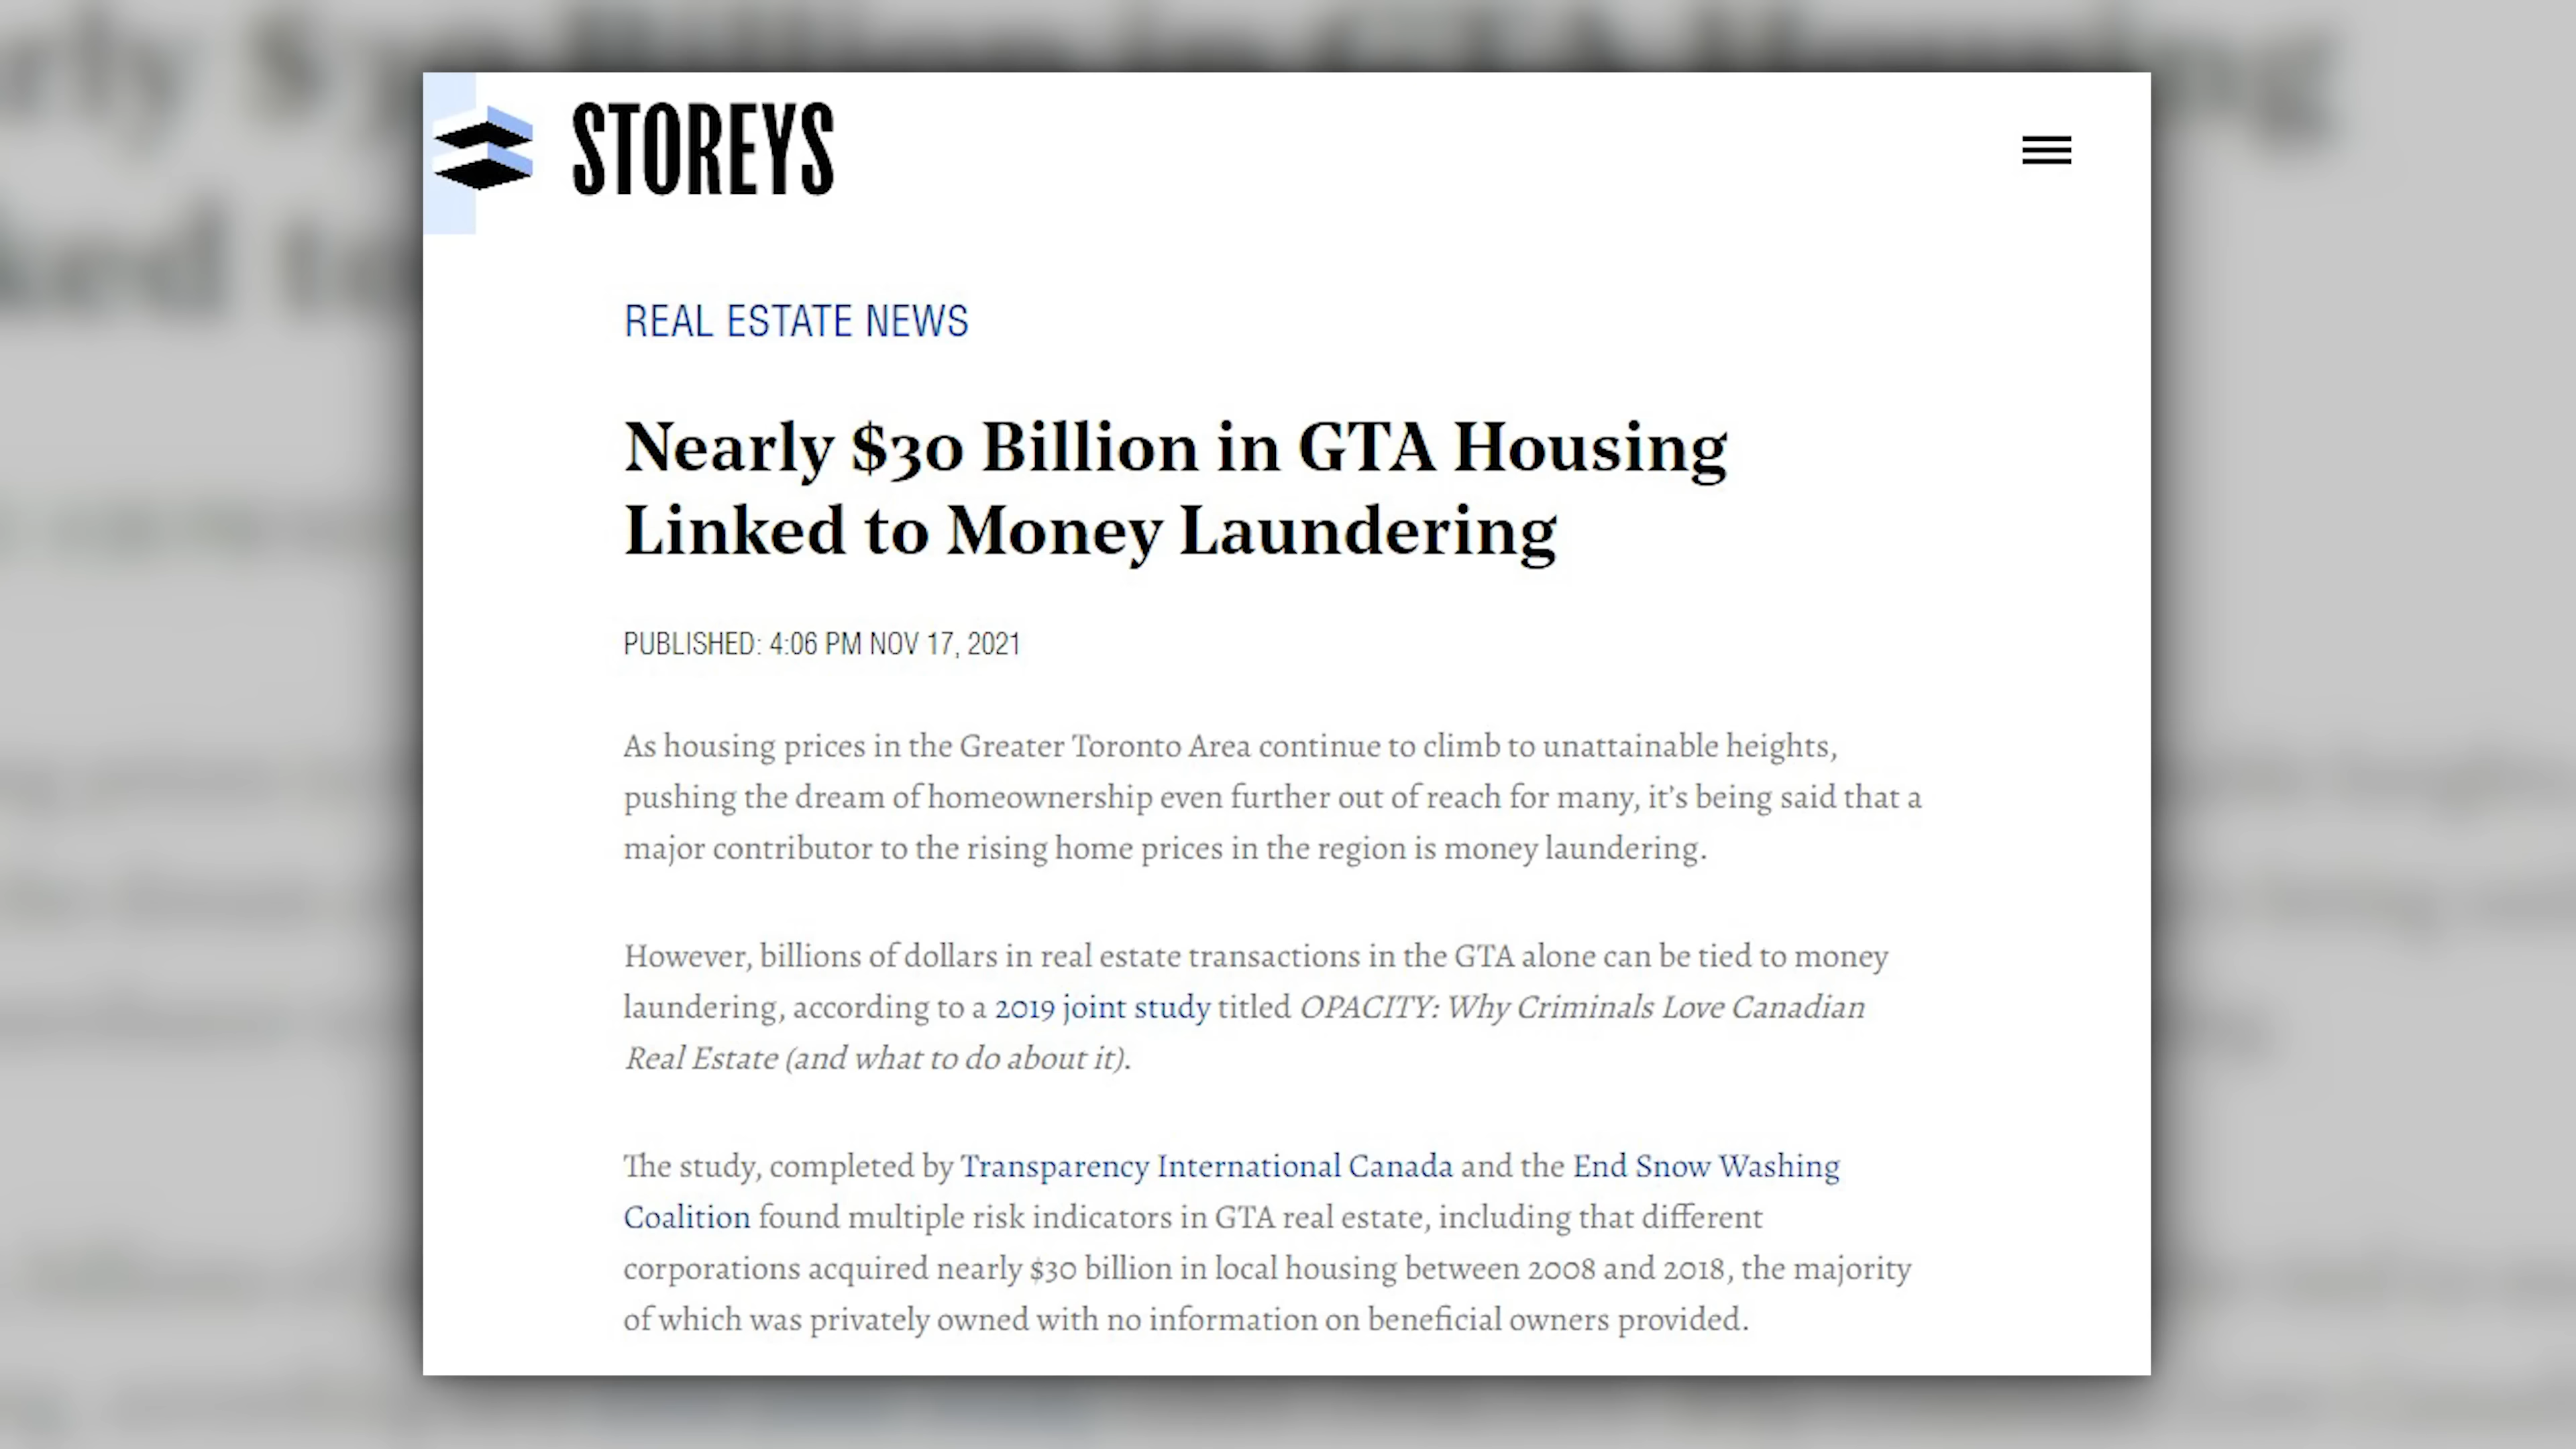 STOREYS
REAL ESTATE NEWS
Nearly $30 Billion in GTA Housing
Linked to Money Laundering
PUBLISHED: 4:06 PM NOV 17, 2021
As housing prices in the Greater Toronto Area continue to climb to unattainable heights,
pushing the dream of homeownership even further out of reach for many, it's being said that a
major contributor to the rising home prices in the region is money laundering.
However, billions of dollars in real estate transactions in the GTA alone can be tied to money
laundering, according to a 2019 joint study titled OPACITY: Why Criminals Love Canadian
Real Estate (and what to do about it).
The study, completed by Transparency International Canada and the End Snow Washing
Coalition found multiple risk indicators in GTA real estate, including that different
corporations acquired nearly $30 billion in local housing between 2008 and 2018, the majority
of which was privately owned with no information on beneficial owners provided.